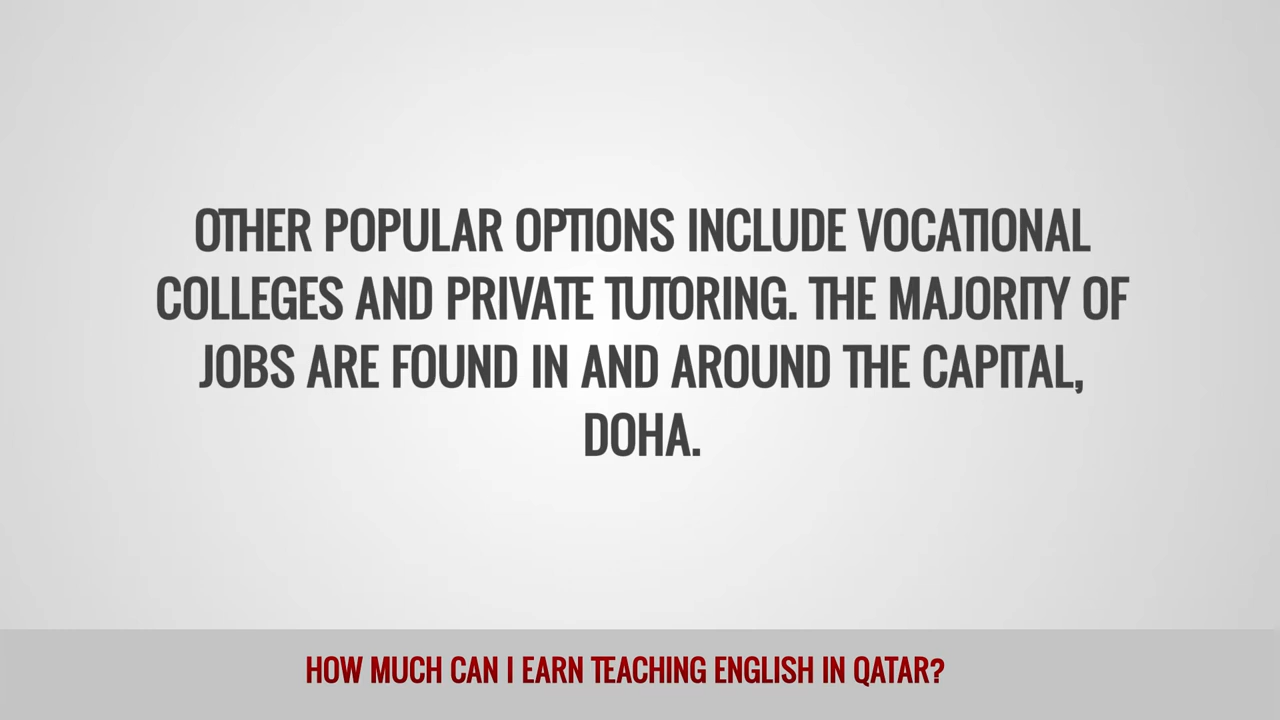 OTHER POPULAR OPTIONS INCLUDE VOCATIONAL
COLLEGES AND PRIVATE TUTORING. THE MAJORITY OF
JOBS ARE FOUND IN AND AROUND THE CAPITAL,
DOHA.
HOW MUCH CAN I EARN TEACHING ENGLISH IN QATAR?